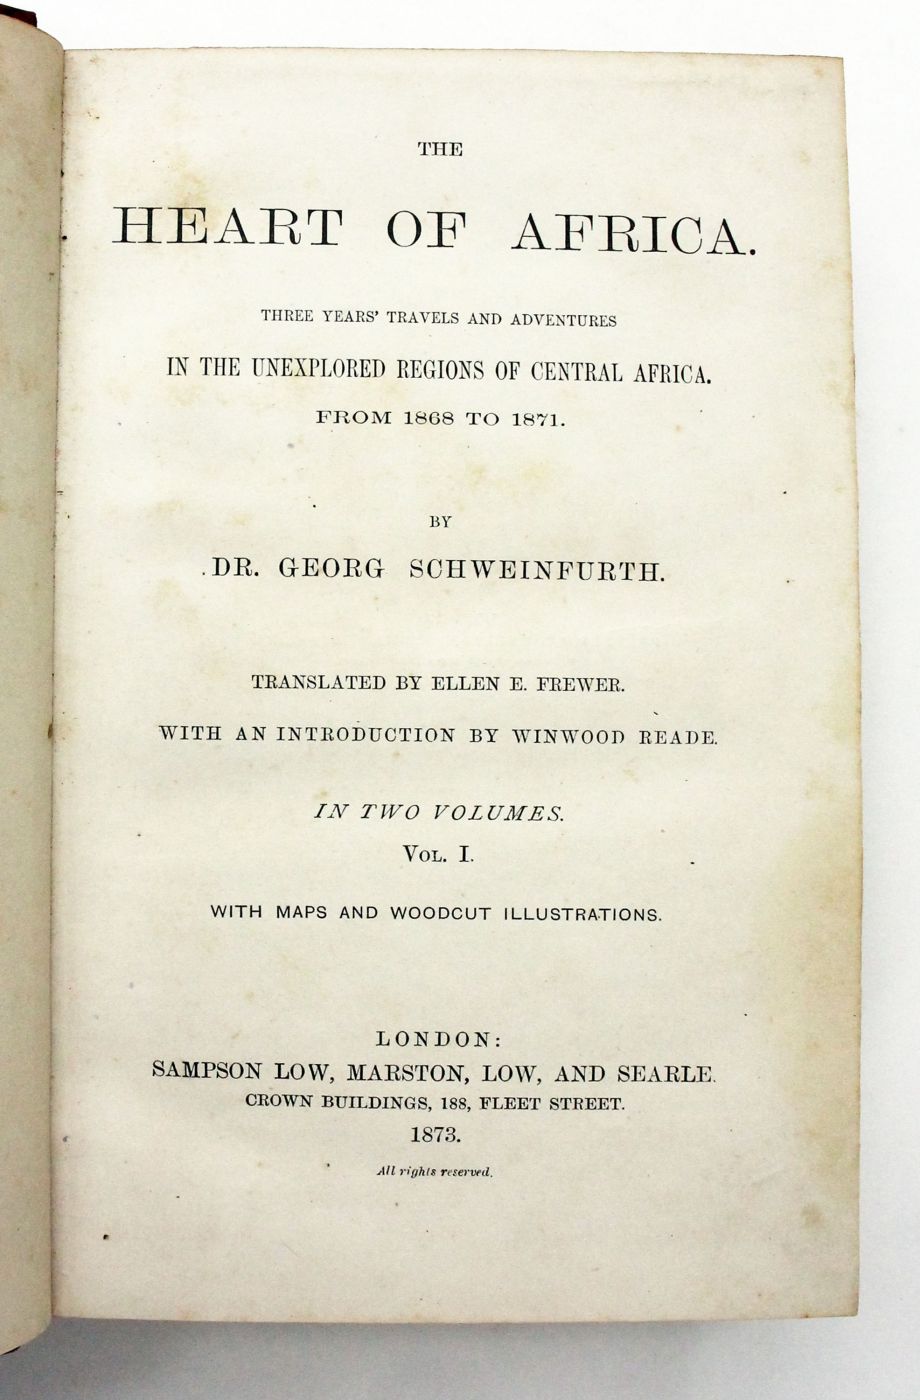 THE
HEART OF AFRICA.
THREE YEARS' TRAVELS AND ADVENTURES
IN THE UNEXPLORED REGIONS OF CENTRAL AFRICA.
FROM 1868 TO 1871.
BY
DR. GEORG SCHWEINFURTH.
TRANSLATED BY ELLEN E. FREWER.
WITH AN INTRODUCTION BY WINWOOD READE.
IN TWO VOLUMES.
VOL. I.
WITH MAPS AND WOODCUT ILLUSTRATIONS.
LONDON:
SAMPSON LOW, MARSTON, LOW, AND SEARLE.
CROWN BUILDINGS, 188, FLEET STREET.
1873.
All rights reserved.